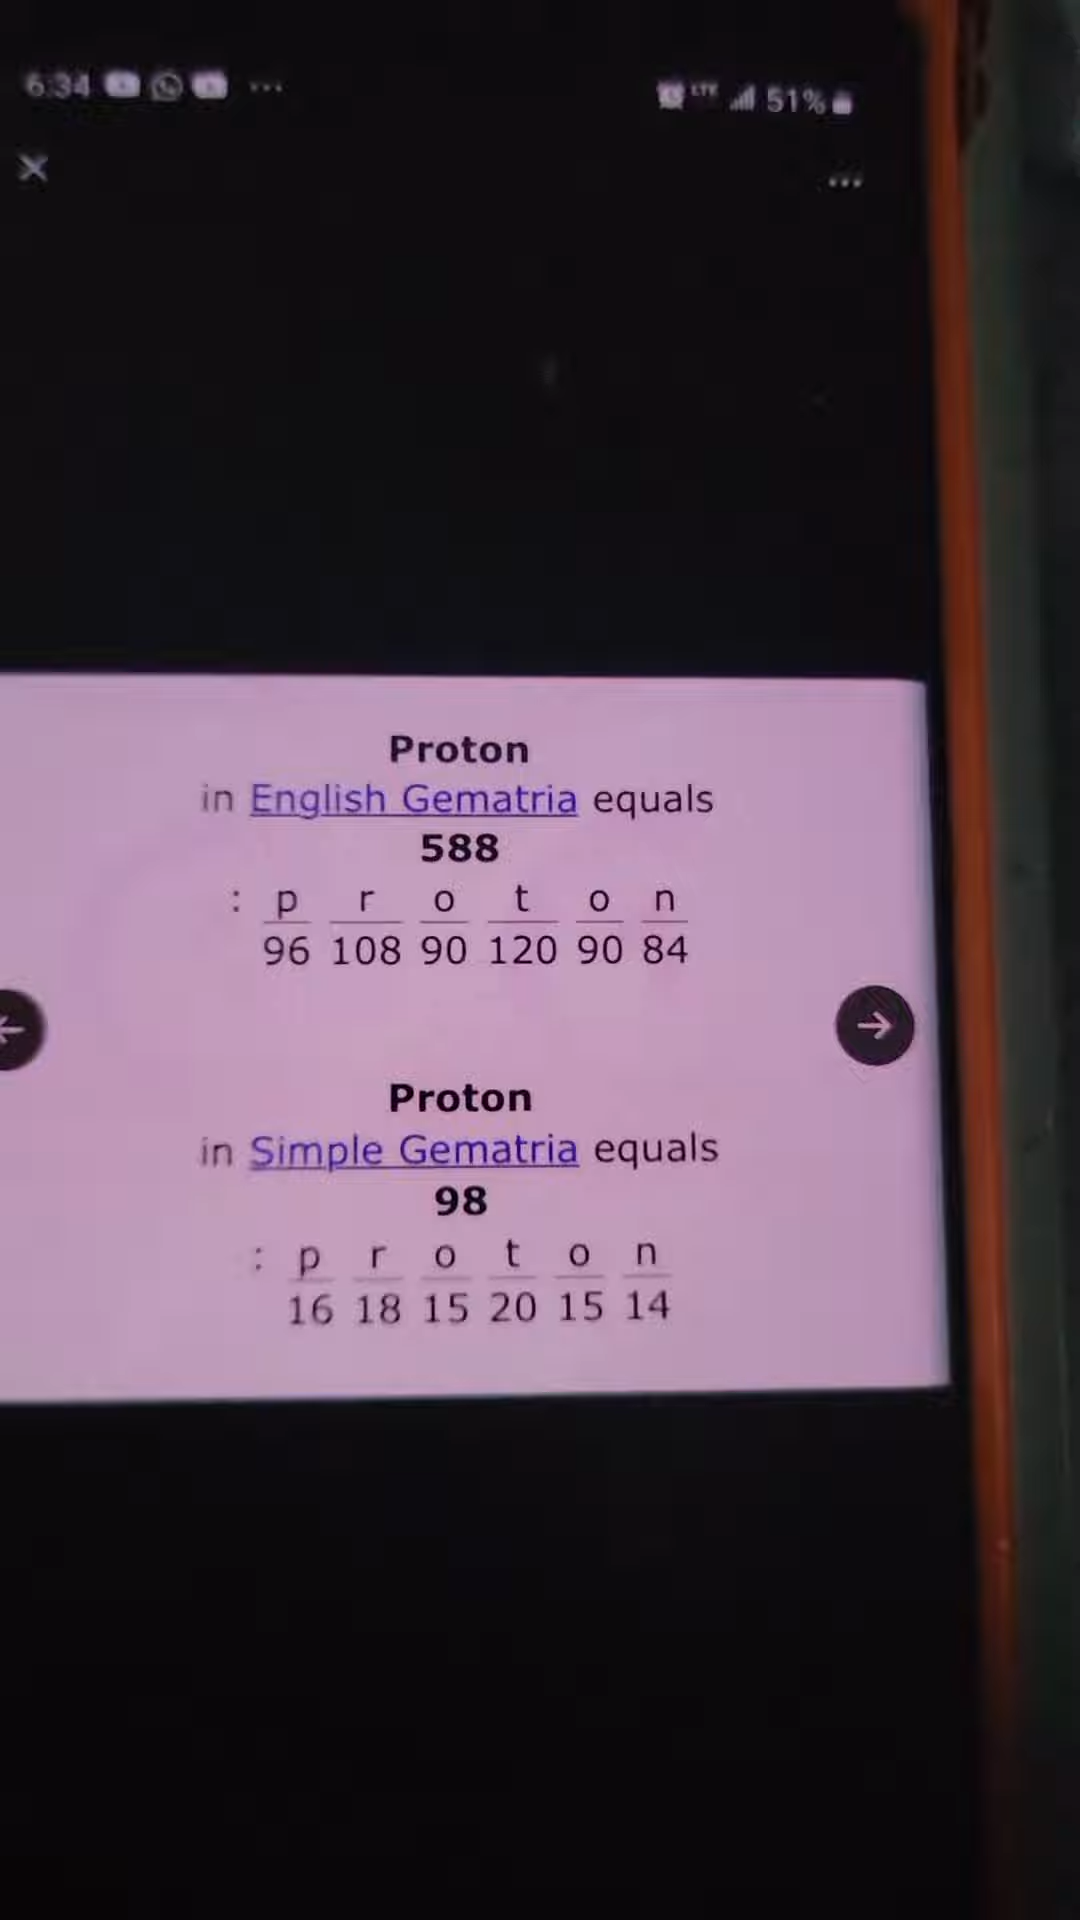 6:34 ... LTE 51%
...
Proton
in English Gematria equals
588
: p r o t o n
96 108 90 120 90 84
Proton
in Simple Gematria equals
98
: p r o t o n
16 18 15 20 15 14